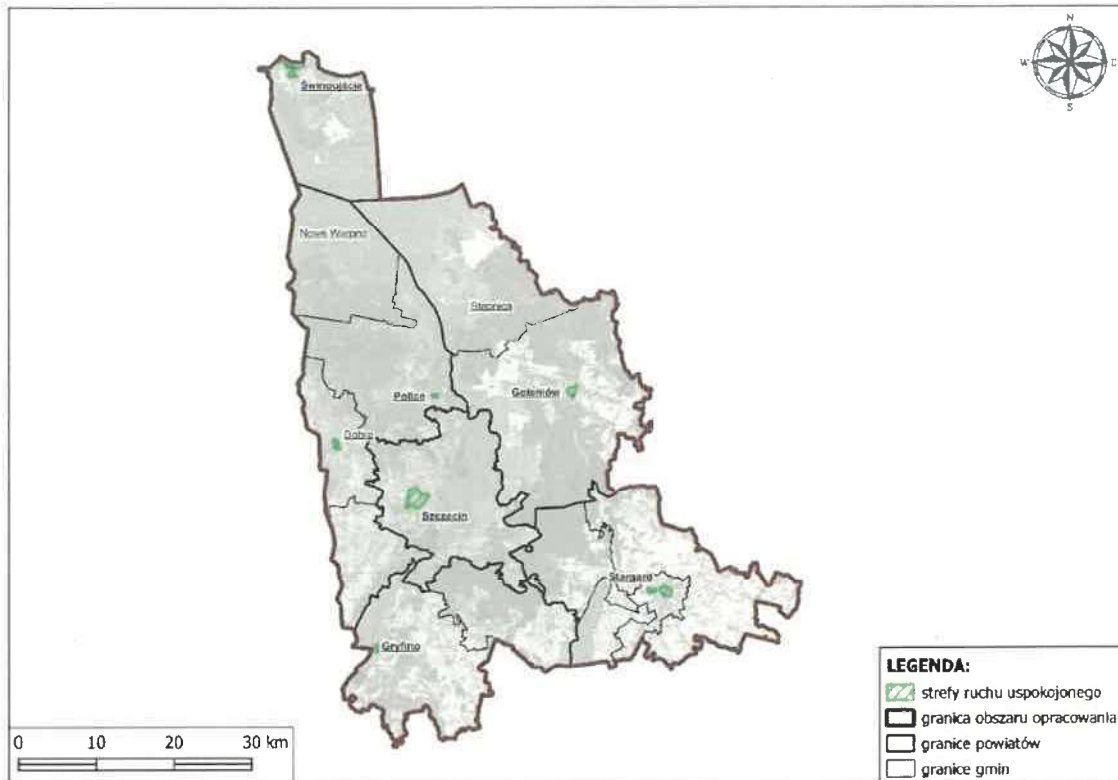 N
W
S
Świnoujście
Nowe Warpno
Stepnica
Goleniów
Police
Dobra
Szczecin
Stargard
Gryfino
LEGENDA:
strefy ruchu uspokojonego
granica obszaru opracowania
granice powiatów
granice gmin
0 10 20 30 km